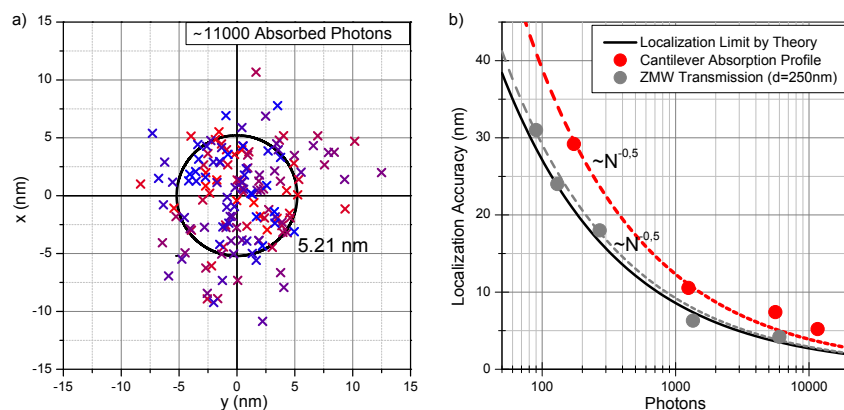 a)
~11000 Absorbed Photons
15
10
5
0
-5
-10
-15
x (nm)
5.21 nm
-15
-10
-5
0
5
10
15
y (nm)
b)
Localization Limit by Theory
Cantilever Absorption Profile
ZMW Transmission (d=250nm)
~N-0,5
~N-0,5
40
30
20
10
0
Localization Accuracy (nm)
100
1000
10000
Photons